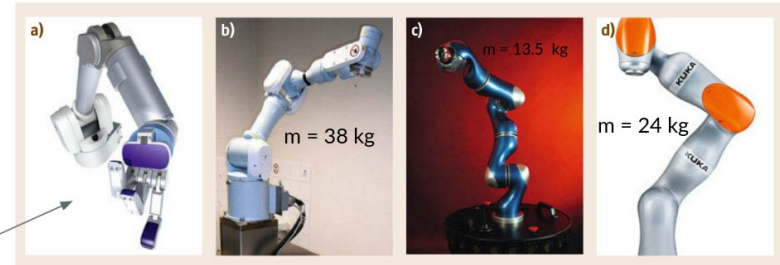 a)
b)
m = 38 kg
c)
m = 13.5 kg
d)
KUKA
m = 24 kg
KUKA